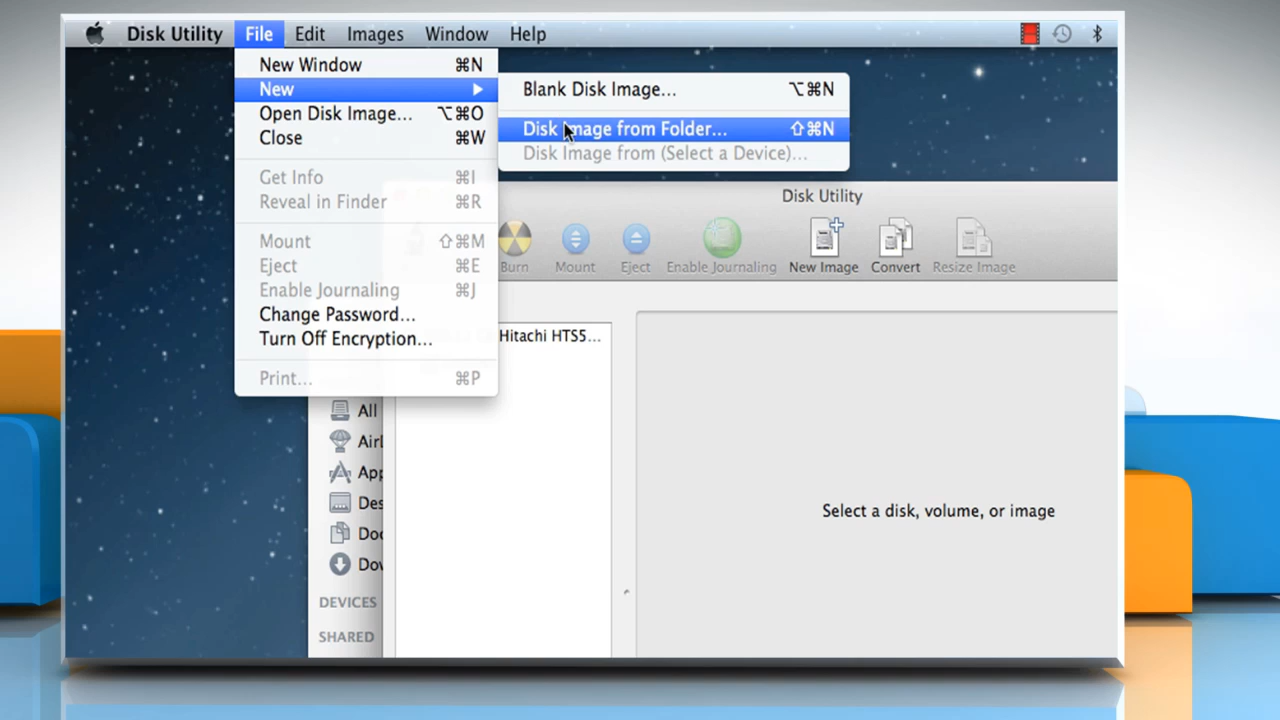 Disk Utility File Edit Images Window Help
New Window ⌘N
New ▶
Open Disk Image... ⌥⌘O
Close ⌘W
Get Info ⌘I
Reveal in Finder ⌘R
Mount ⇧⌘M
Eject ⌘E
Enable Journaling ⌘J
Change Password...
Turn Off Encryption...
Print... ⌘P
Blank Disk Image... ⌥⌘N
Disk Image from Folder... ⇧⌘N
Disk Image from (Select a Device)...
Disk Utility
Burn Mount Eject Enable Journaling New Image Convert Resize Image
Hitachi HTS5...
All
AirD
App
Des
Doc
Dow
DEVICES
SHARED
Select a disk, volume, or image